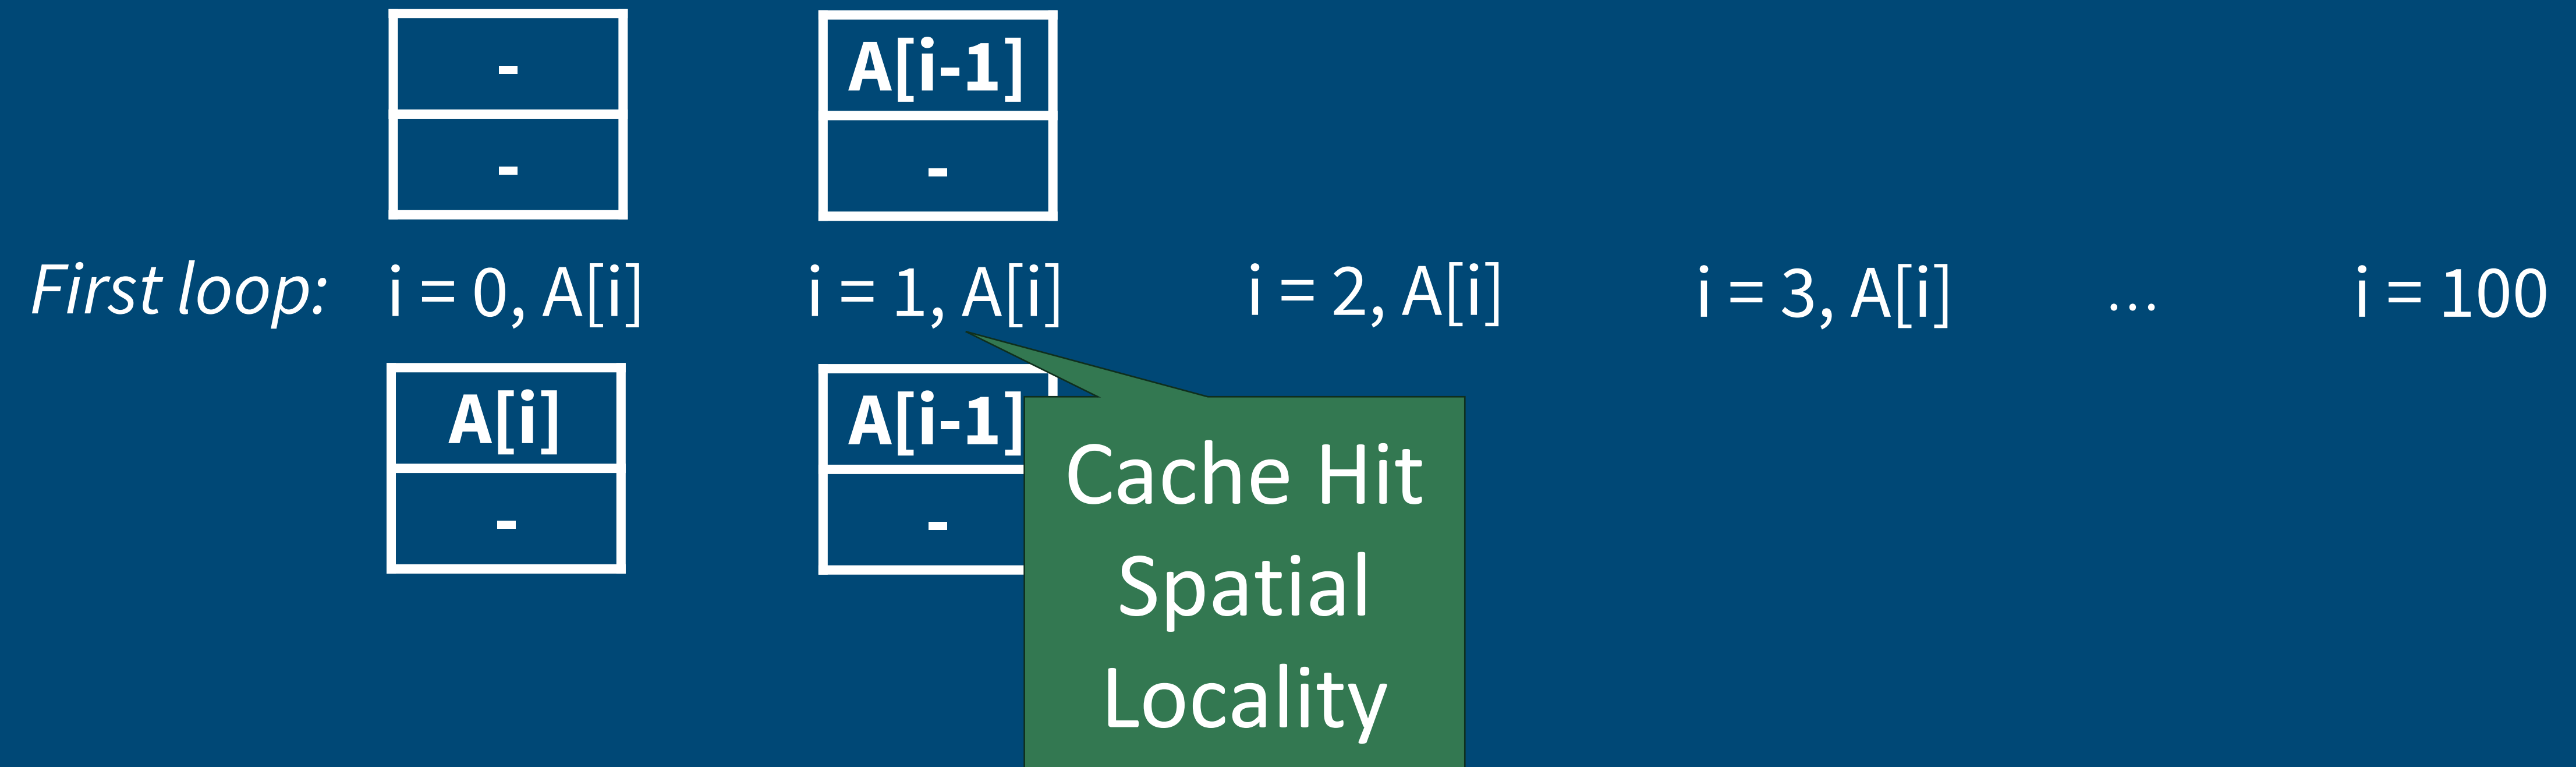 -
-
A[i-1]
-
First loop: i = 0, A[i] i = 1, A[i] i = 2, A[i] i = 3, A[i] ... i = 100
A[i]
-
A[i-1]
-
Cache Hit
Spatial
Locality